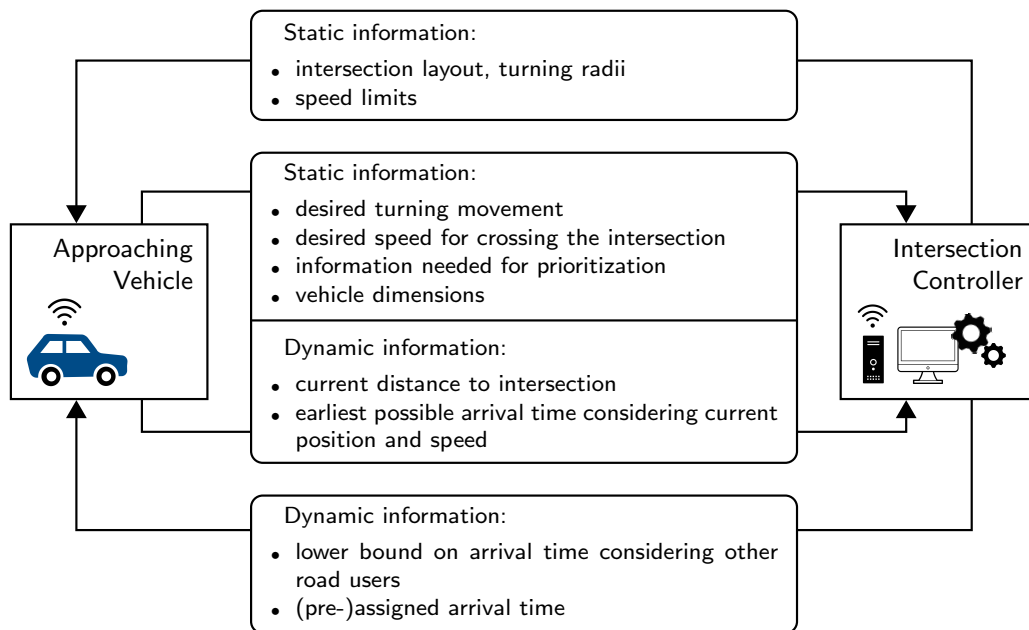 Static information:
• intersection layout, turning radii
• speed limits
Static information:
• desired turning movement
• desired speed for crossing the intersection
• information needed for prioritization
• vehicle dimensions
Approaching
Vehicle
Intersection
Controller
Dynamic information:
• current distance to intersection
• earliest possible arrival time considering current
position and speed
Dynamic information:
• lower bound on arrival time considering other
road users
• (pre-)assigned arrival time